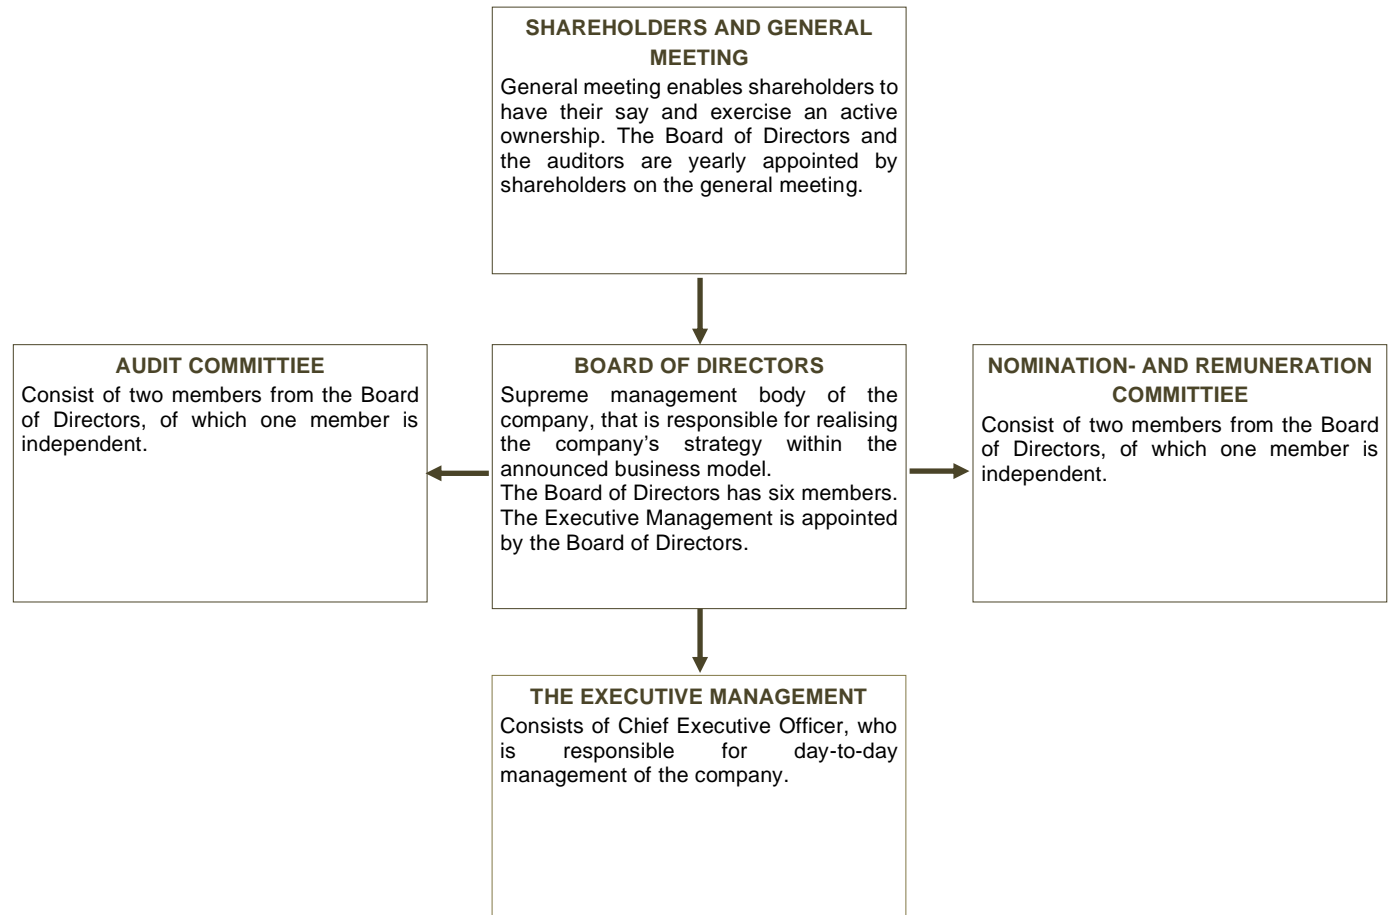 SHAREHOLDERS AND GENERAL
MEETING
General meeting enables shareholders to
have their say and exercise an active
ownership. The Board of Directors and
the auditors are yearly appointed by
shareholders on the general meeting.
AUDIT COMMITTIEE
Consist of two members from the Board
of Directors, of which one member is
independent.
BOARD OF DIRECTORS
Supreme management body of the
company, that is responsible for realising
the company’s strategy within the
announced business model.
The Board of Directors has six members.
The Executive Management is appointed
by the Board of Directors.
NOMINATION- AND REMUNERATION
COMMITTIEE
Consist of two members from the Board
of Directors, of which one member is
independent.
THE EXECUTIVE MANAGEMENT
Consists of Chief Executive Officer, who
is responsible for day-to-day
management of the company.